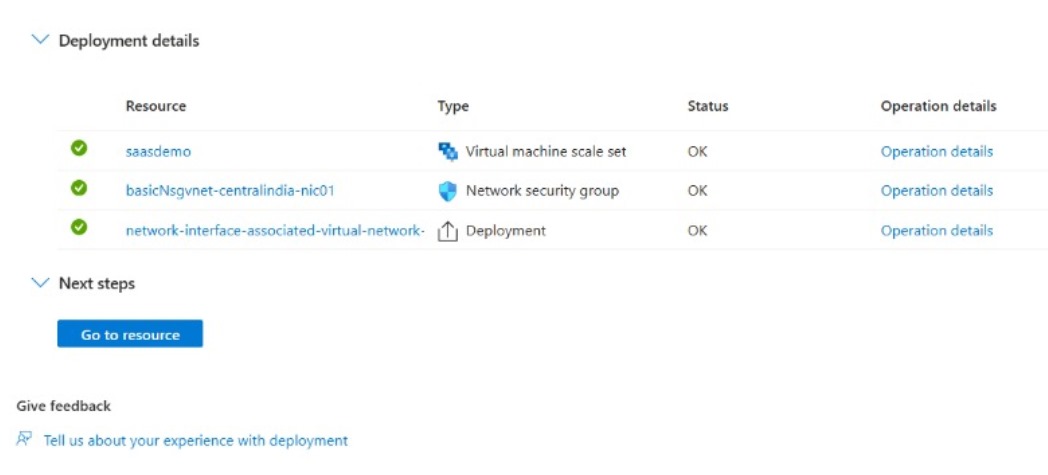 Deployment details
Resource Type Status Operation details
saasdemo Virtual machine scale set OK Operation details
basicNsgvnet-centralindia-nic01 Network security group OK Operation details
network-interface-associated-virtual-network- Deployment OK Operation details
Next steps
Go to resource
Give feedback
Tell us about your experience with deployment